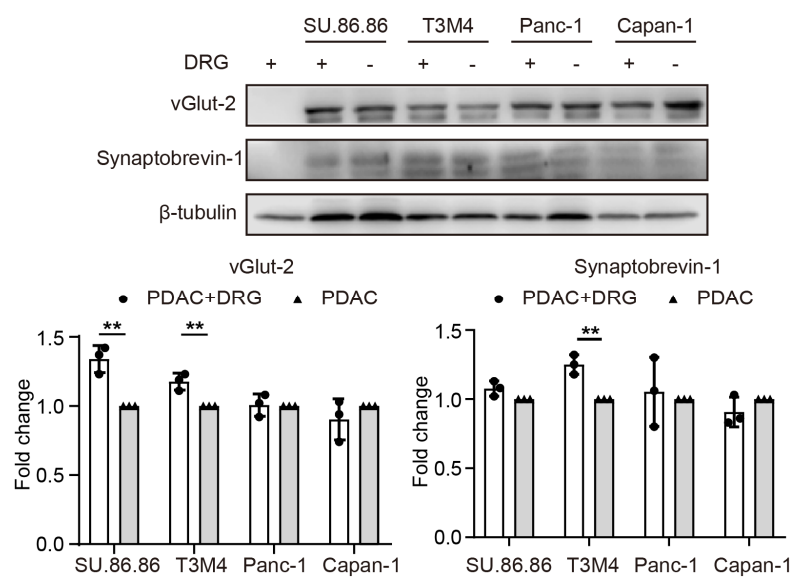 SU.86.86 T3M4 Panc-1 Capan-1
DRG + + - + - + - + -
vGlut-2
Synaptobrevin-1
β-tubulin
vGlut-2
PDAC+DRG PDAC
Fold change
1.5
1.0
0.5
0.0
** **
SU.86.86 T3M4 Panc-1 Capan-1
Synaptobrevin-1
PDAC+DRG PDAC
Fold change
1.5
1.0
0.5
0.0
**
SU.86.86 T3M4 Panc-1 Capan-1